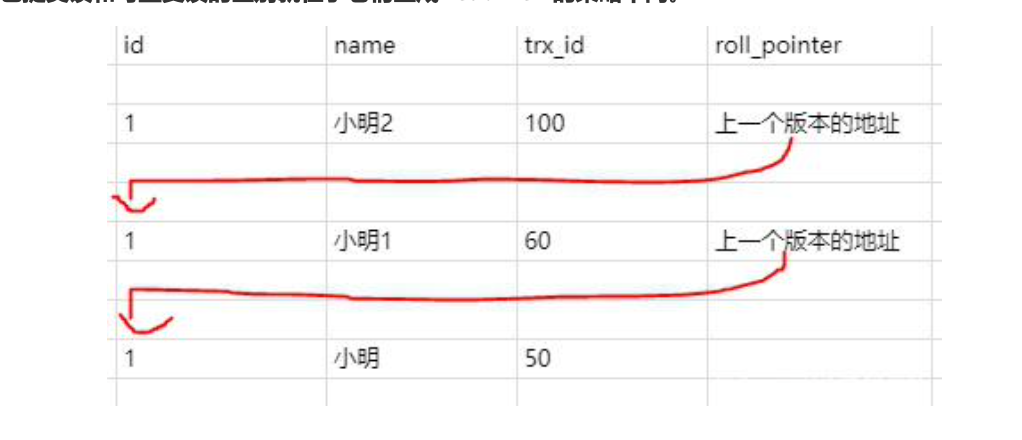 id name trx_id roll_pointer
1 小明2 100 上一个版本的地址
1 小明1 60 上一个版本的地址
1 小明 50